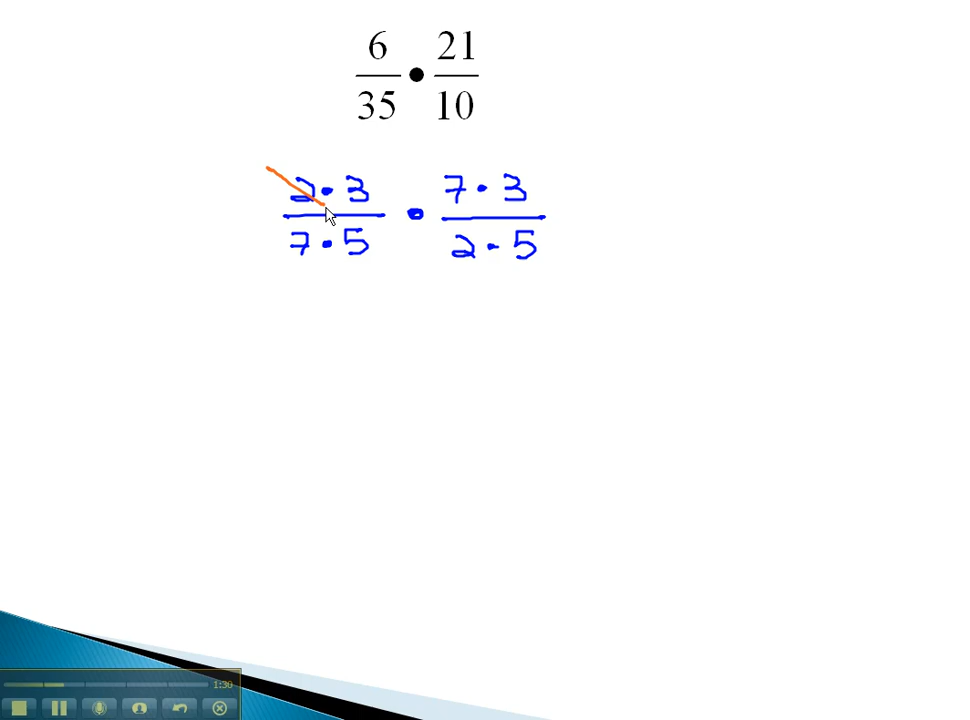 6/35 • 21/10
2 · 3 / 7 · 5 • 7 · 3 / 2 · 5
1:30